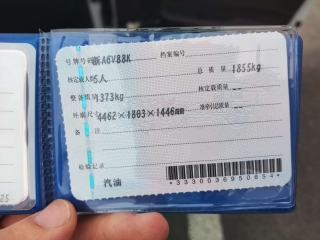 号牌号码 A6V88K 档案编号
核定载人数 5人 总质量 1855kg
整备质量 1373kg 核定载质量 --
外廓尺寸 4462×1803×1446mm 准牵引总质量 --
备注
检验记录
汽油
*3330036950854*